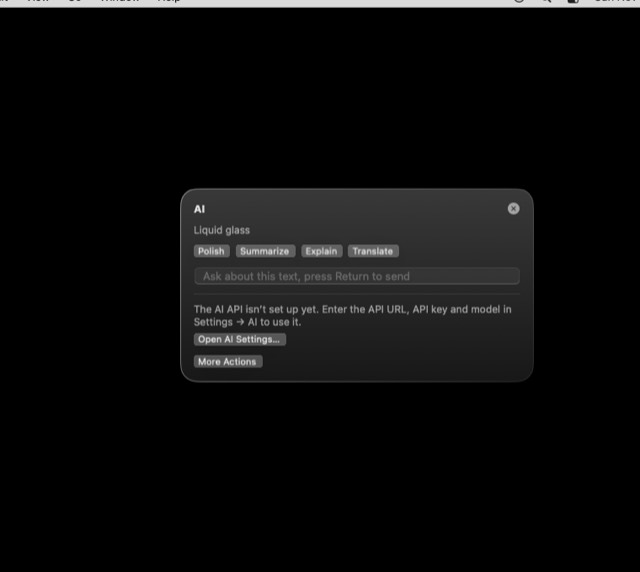 AI
Liquid glass
Polish Summarize Explain Translate
Ask about this text, press Return to send
The AI API isn't set up yet. Enter the API URL, API key and model in
Settings → AI to use it.
Open AI Settings...
More Actions